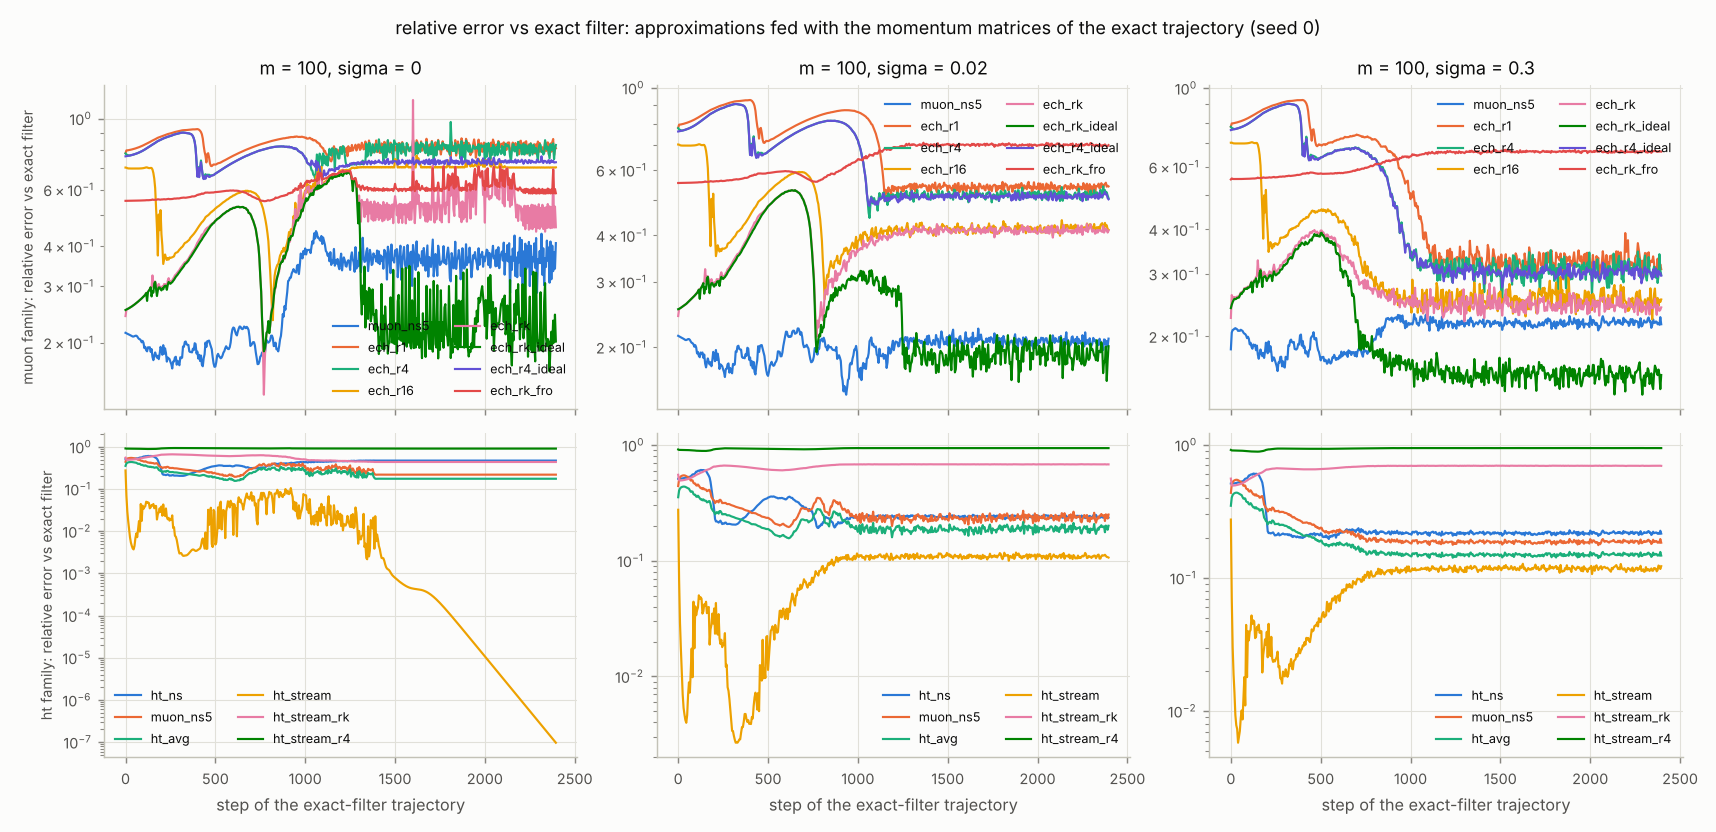 relative error vs exact filter: approximations fed with the momentum matrices of the exact trajectory (seed 0)
m = 100, sigma = 0
m = 100, sigma = 0.02
m = 100, sigma = 0.3
muon family: relative error vs exact filter
10⁰
6 × 10⁻¹
4 × 10⁻¹
3 × 10⁻¹
2 × 10⁻¹
muon_ns5
ech_r1
ech_r4
ech_r16
ech_rk
ech_rk_ideal
ech_r4_ideal
ech_rk_fro
10⁰
6 × 10⁻¹
4 × 10⁻¹
3 × 10⁻¹
2 × 10⁻¹
muon_ns5
ech_r1
ech_r4
ech_r16
ech_rk
ech_rk_ideal
ech_r4_ideal
ech_rk_fro
10⁰
6 × 10⁻¹
4 × 10⁻¹
3 × 10⁻¹
2 × 10⁻¹
muon_ns5
ech_r1
ech_r4
ech_r16
ech_rk
ech_rk_ideal
ech_r4_ideal
ech_rk_fro
ht family: relative error vs exact filter
10⁰
10⁻¹
10⁻²
10⁻³
10⁻⁴
10⁻⁵
10⁻⁶
10⁻⁷
ht_ns
muon_ns5
ht_avg
ht_stream
ht_stream_rk
ht_stream_r4
0 500 1000 1500 2000 2500
step of the exact-filter trajectory
10⁰
10⁻¹
10⁻²
ht_ns
muon_ns5
ht_avg
ht_stream
ht_stream_rk
ht_stream_r4
0 500 1000 1500 2000 2500
step of the exact-filter trajectory
10⁰
10⁻¹
10⁻²
ht_ns
muon_ns5
ht_avg
ht_stream
ht_stream_rk
ht_stream_r4
0 500 1000 1500 2000 2500
step of the exact-filter trajectory